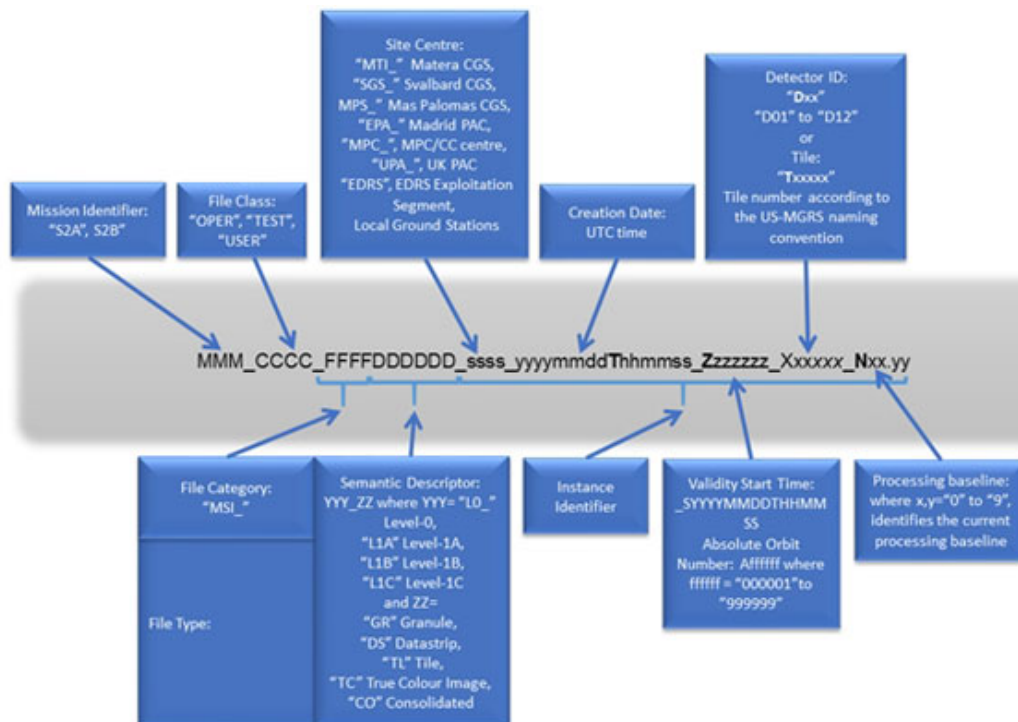 Site Centre:
“MTI_” Matera CGS,
“SGS_” Svalbard CGS,
MPS_” Mas Palomas CGS,
“EPA_” Madrid PAC,
“MPC_”, MPC/CC centre,
“UPA_”, UK PAC
“EDRS”, EDRS Exploitation
Segment,
Local Ground Stations
Detector ID:
“Dxx”
“D01” to “D12”
or
Tile:
“Txxxxx”
Tile number according to
the US-MGRS naming
convention
Mission Identifier:
“S2A”, S2B”
File Class:
“OPER”, “TEST”,
“USER”
Creation Date:
UTC time
MMM_CCCC_FFFFDDDDDD_ssss_yyyymmddThhmmss_Zzzzzzz_Xxxxxx_Nxx.yy
File Category:
“MSI_”
File Type:
Semantic Descriptor:
YYY_ZZ where YYY= “L0_”
Level-0,
“L1A” Level-1A,
“L1B” Level-1B,
“L1C” Level-1C
and ZZ=
“GR” Granule,
“DS” Datastrip,
“TL” Tile,
“TC” True Colour Image,
“CO” Consolidated
Instance
Identifier
Validity Start Time:
_SYYYYMMDDTHHMM
SS
Absolute Orbit
Number: Affffff where
ffffff = “000001”to
“999999”
Processing baseline:
where x,y=“0” to “9”,
Identifies the current
processing baseline